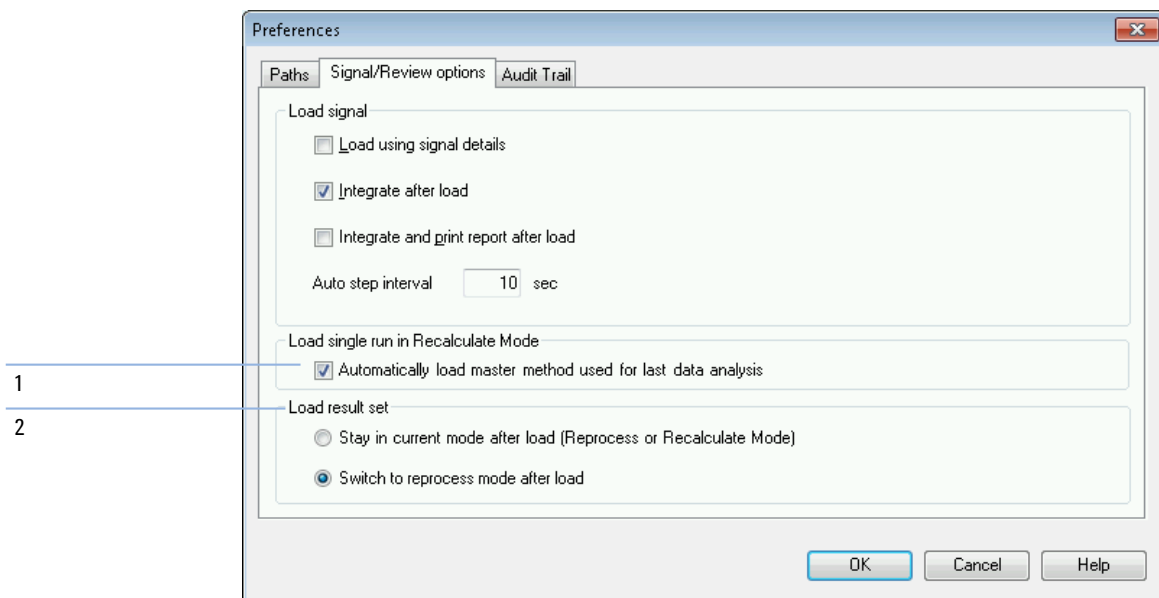 Preferences
Paths
Signal/Review options
Audit Trail
Load signal
Load using signal details
Integrate after load
Integrate and print report after load
Auto step interval 10 sec
Load single run in Recalculate Mode
Automatically load master method used for last data analysis
1
Load result set
2
Stay in current mode after load (Reprocess or Recalculate Mode)
Switch to reprocess mode after load
OK
Cancel
Help